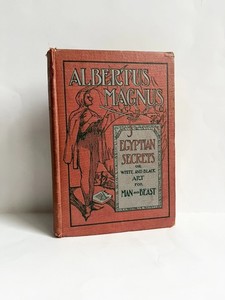 ALBERTUS
MAGNUS
EGYPTIAN
SECRETS
OR
WHITE AND BLACK
ART
FOR
MAN AND BEAST